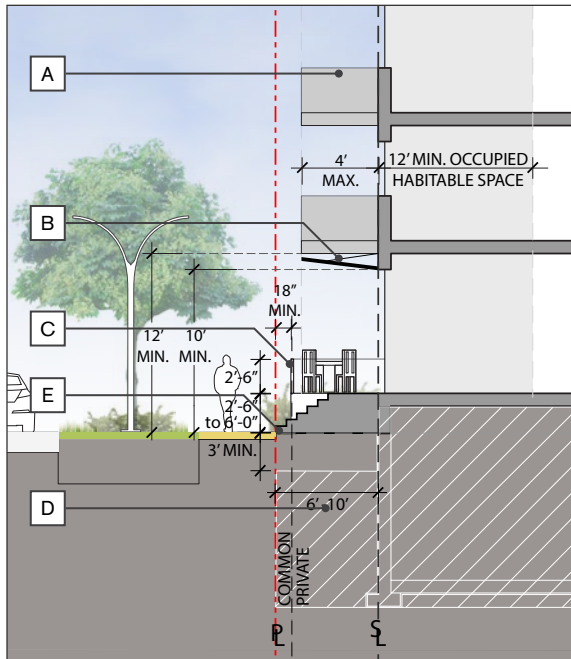 A
4'
MAX.
12' MIN. OCCUPIED
HABITABLE SPACE
B
18"
MIN.
C
12'
MIN.
10'
MIN.
2'-6"
E
2'-6"
to 6'-0"
3' MIN.
D
6' 10'
COMMON
PRIVATE
PL
SL